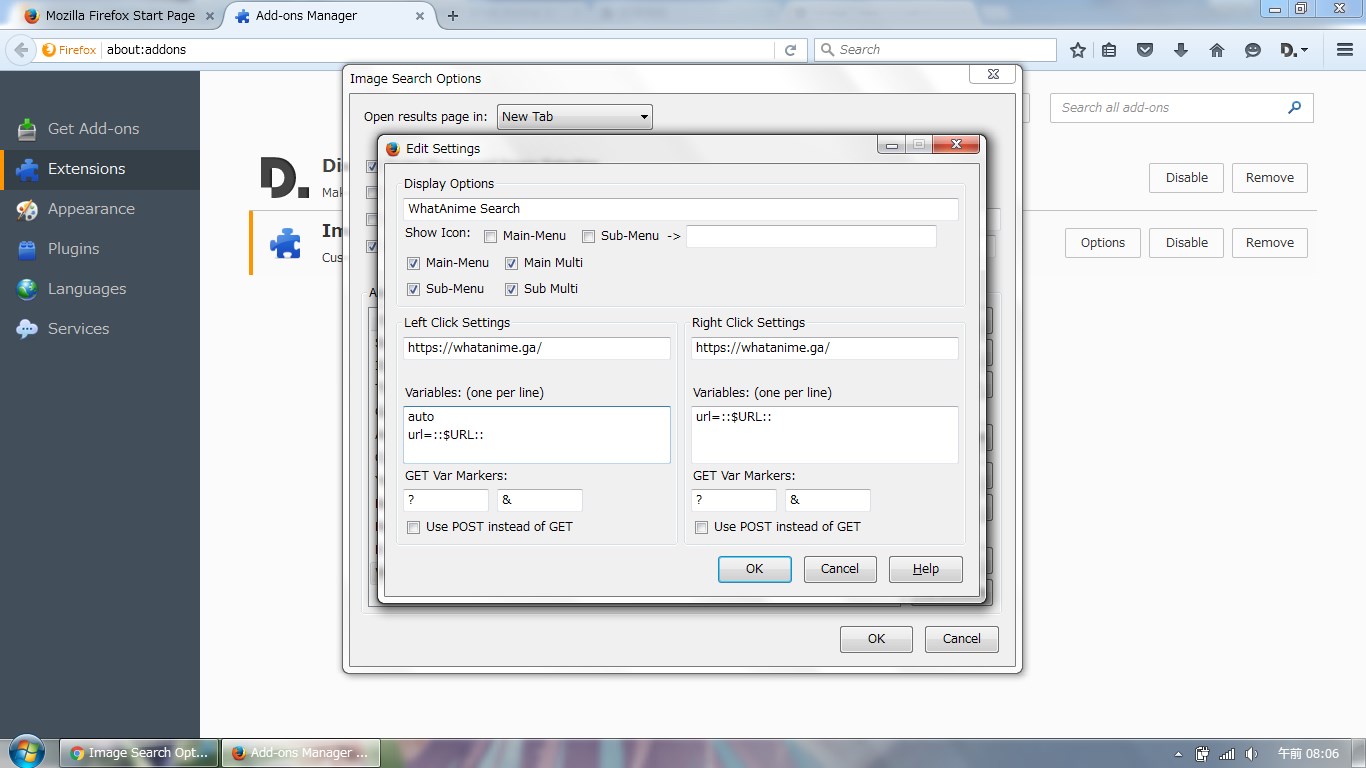 Mozilla Firefox Start Page
Add-ons Manager
Firefox
about:addons
Search
D.
Get Add-ons
Extensions
Appearance
Plugins
Languages
Services
Search all add-ons
D.
Di
Mak
Disable
Remove
Im
Cus
Options
Disable
Remove
Image Search Options
Open results page in:
New Tab
Edit Settings
Display Options
WhatAnime Search
Show Icon:
Main-Menu
Sub-Menu ->
Main-Menu
Main Multi
Sub-Menu
Sub Multi
Left Click Settings
https://whatanime.ga/
Variables: (one per line)
auto
url=::$URL::
GET Var Markers:
?
&
Use POST instead of GET
Right Click Settings
https://whatanime.ga/
Variables: (one per line)
url=::$URL::
GET Var Markers:
?
&
Use POST instead of GET
OK
Cancel
Help
OK
Cancel
Image Search Opt...
Add-ons Manager ...
午前 08:06